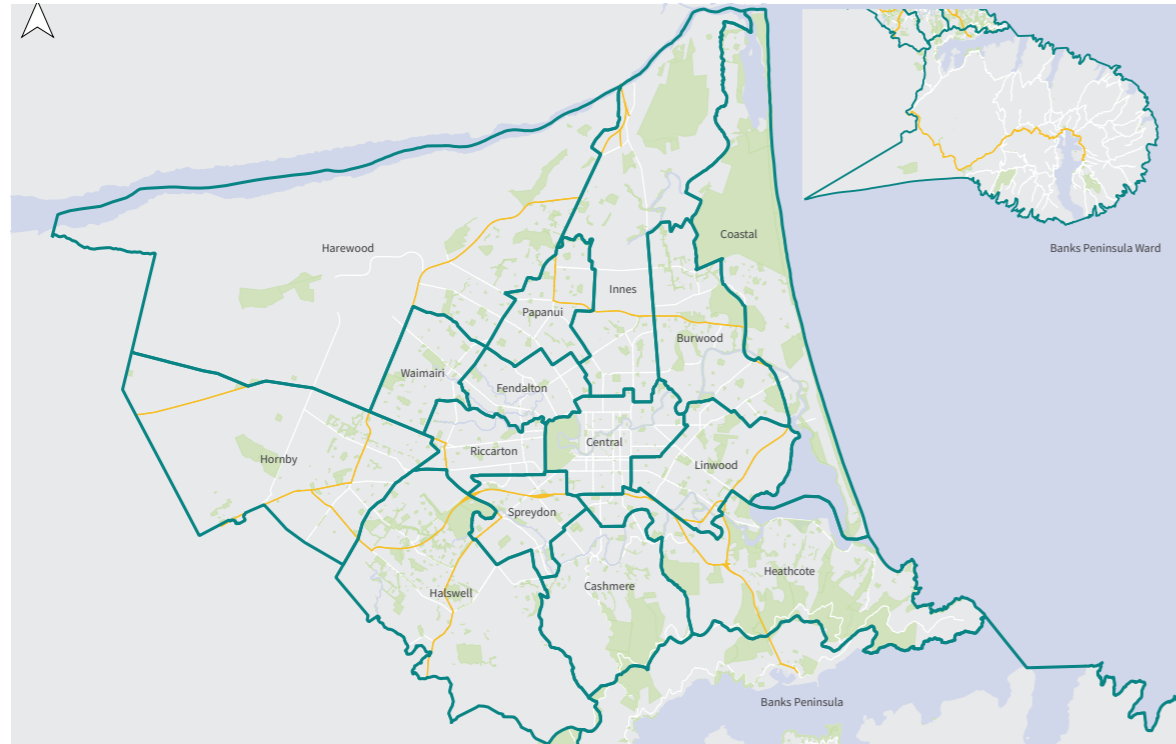 Coastal
Harewood
Banks Peninsula Ward
Innes
Papanui
Burwood
Waimairi
Fendalton
Central
Riccarton
Hornby
Linwood
Spreydon
Heathcote
Cashmere
Halswell
Banks Peninsula